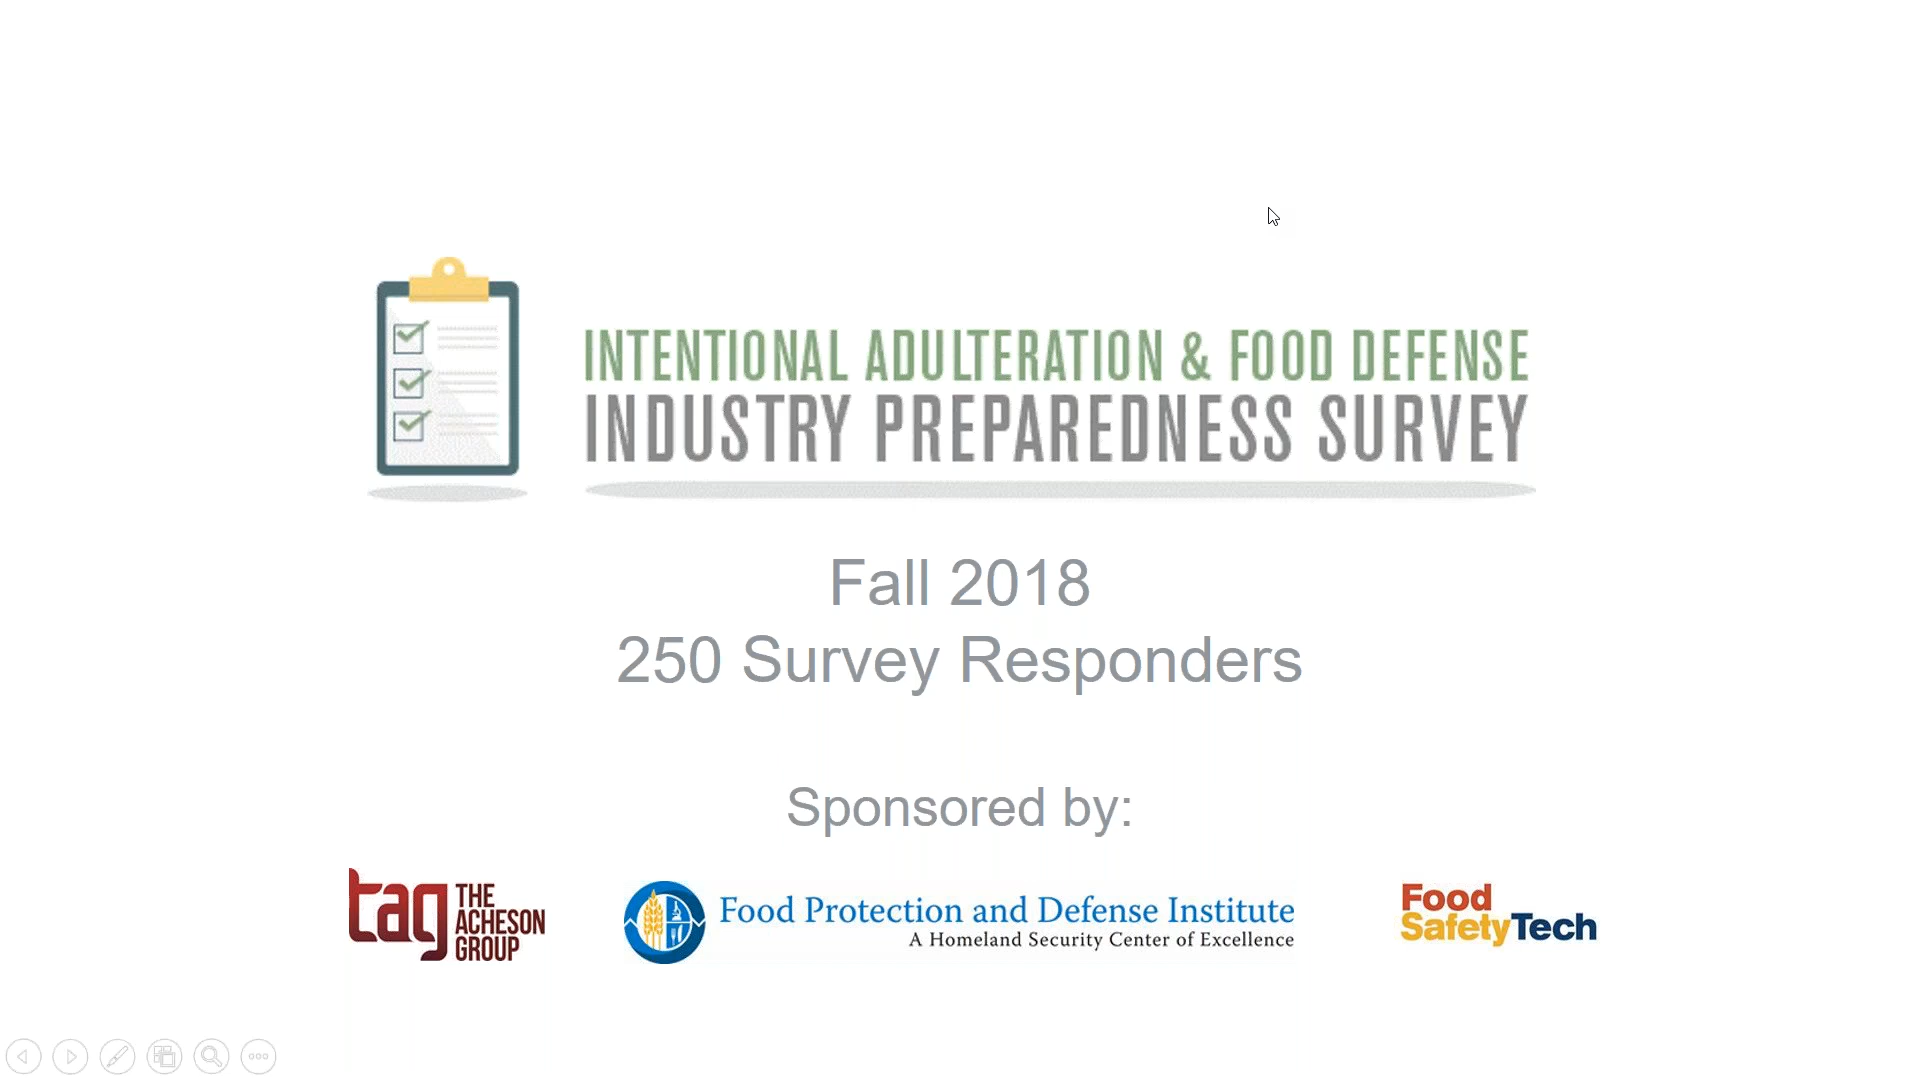 INTENTIONAL ADULTERATION & FOOD DEFENSE
INDUSTRY PREPAREDNESS SURVEY
Fall 2018
250 Survey Responders
Sponsored by:
tag THE ACHESON GROUP
Food Protection and Defense Institute
A Homeland Security Center of Excellence
Food
SafetyTech